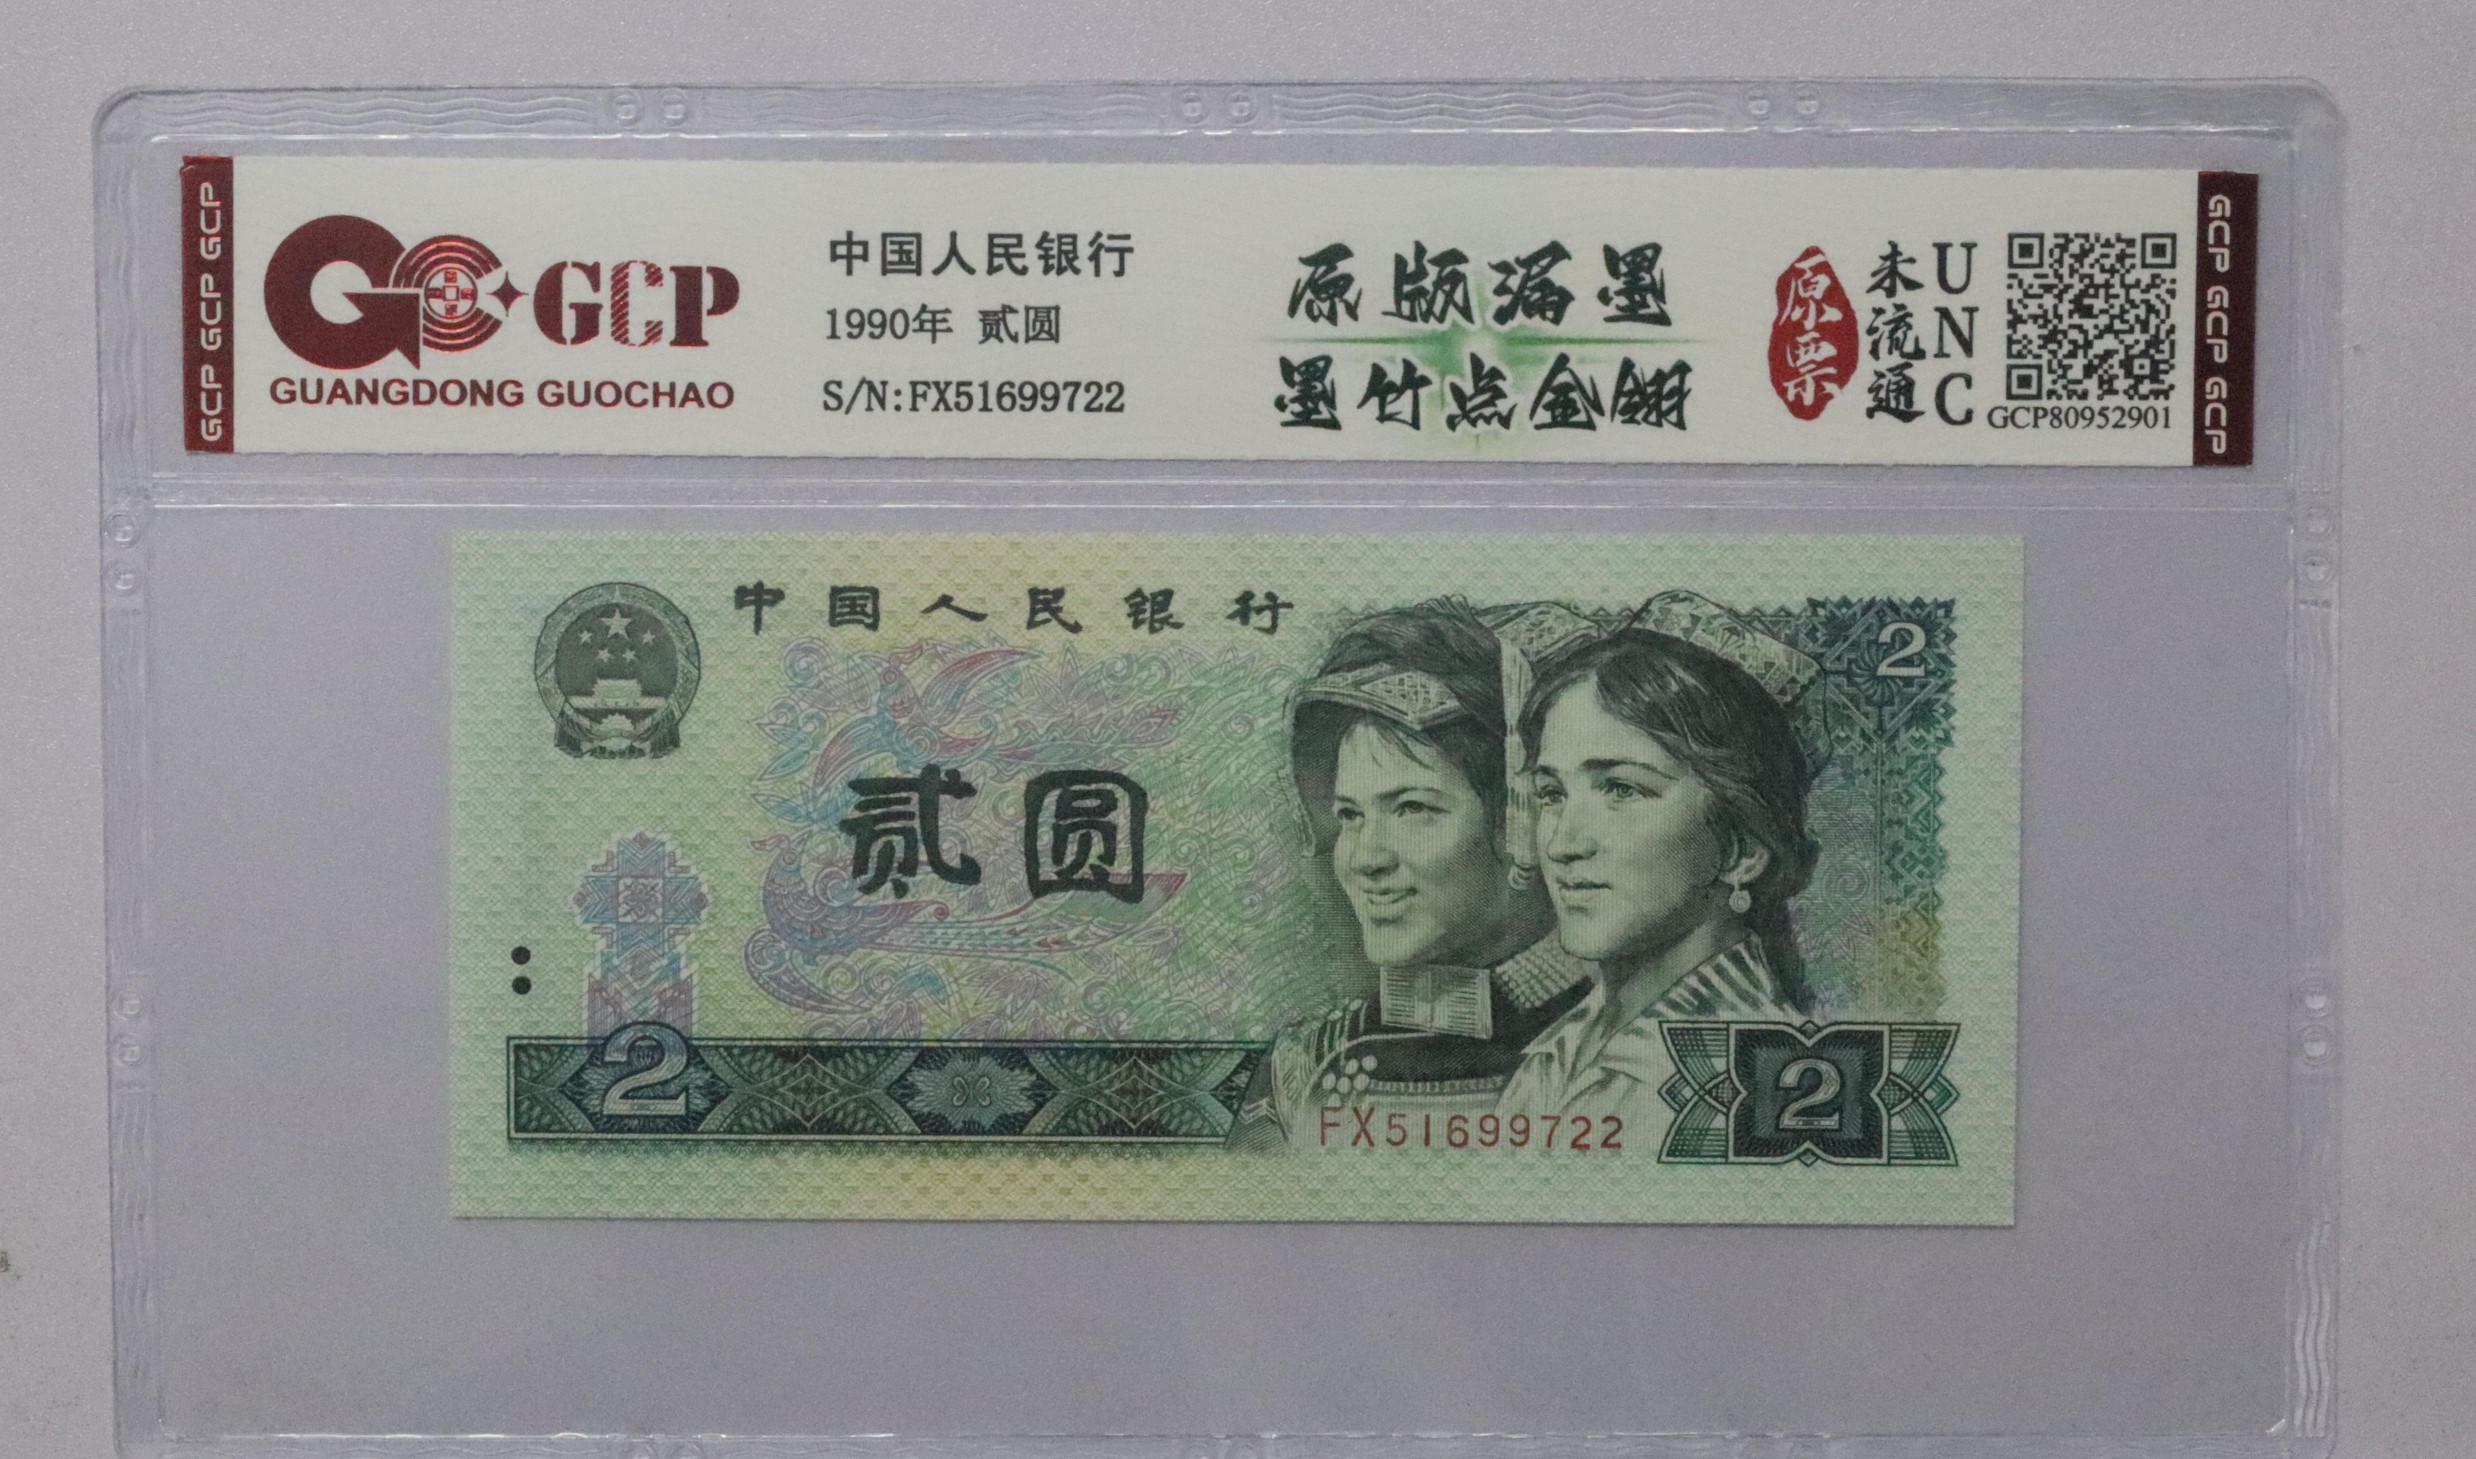 GCP GCP GCP
GCP
GUANGDONG GUOCHAO
中国人民银行
1990年 贰圆
S/N:FX51699722
原版漏墨
墨竹点金翎
原票
未流通
UNC
GCP80952901
GCP GCP GCP
中国人民银行
2
贰圆
2
FX51699722
2